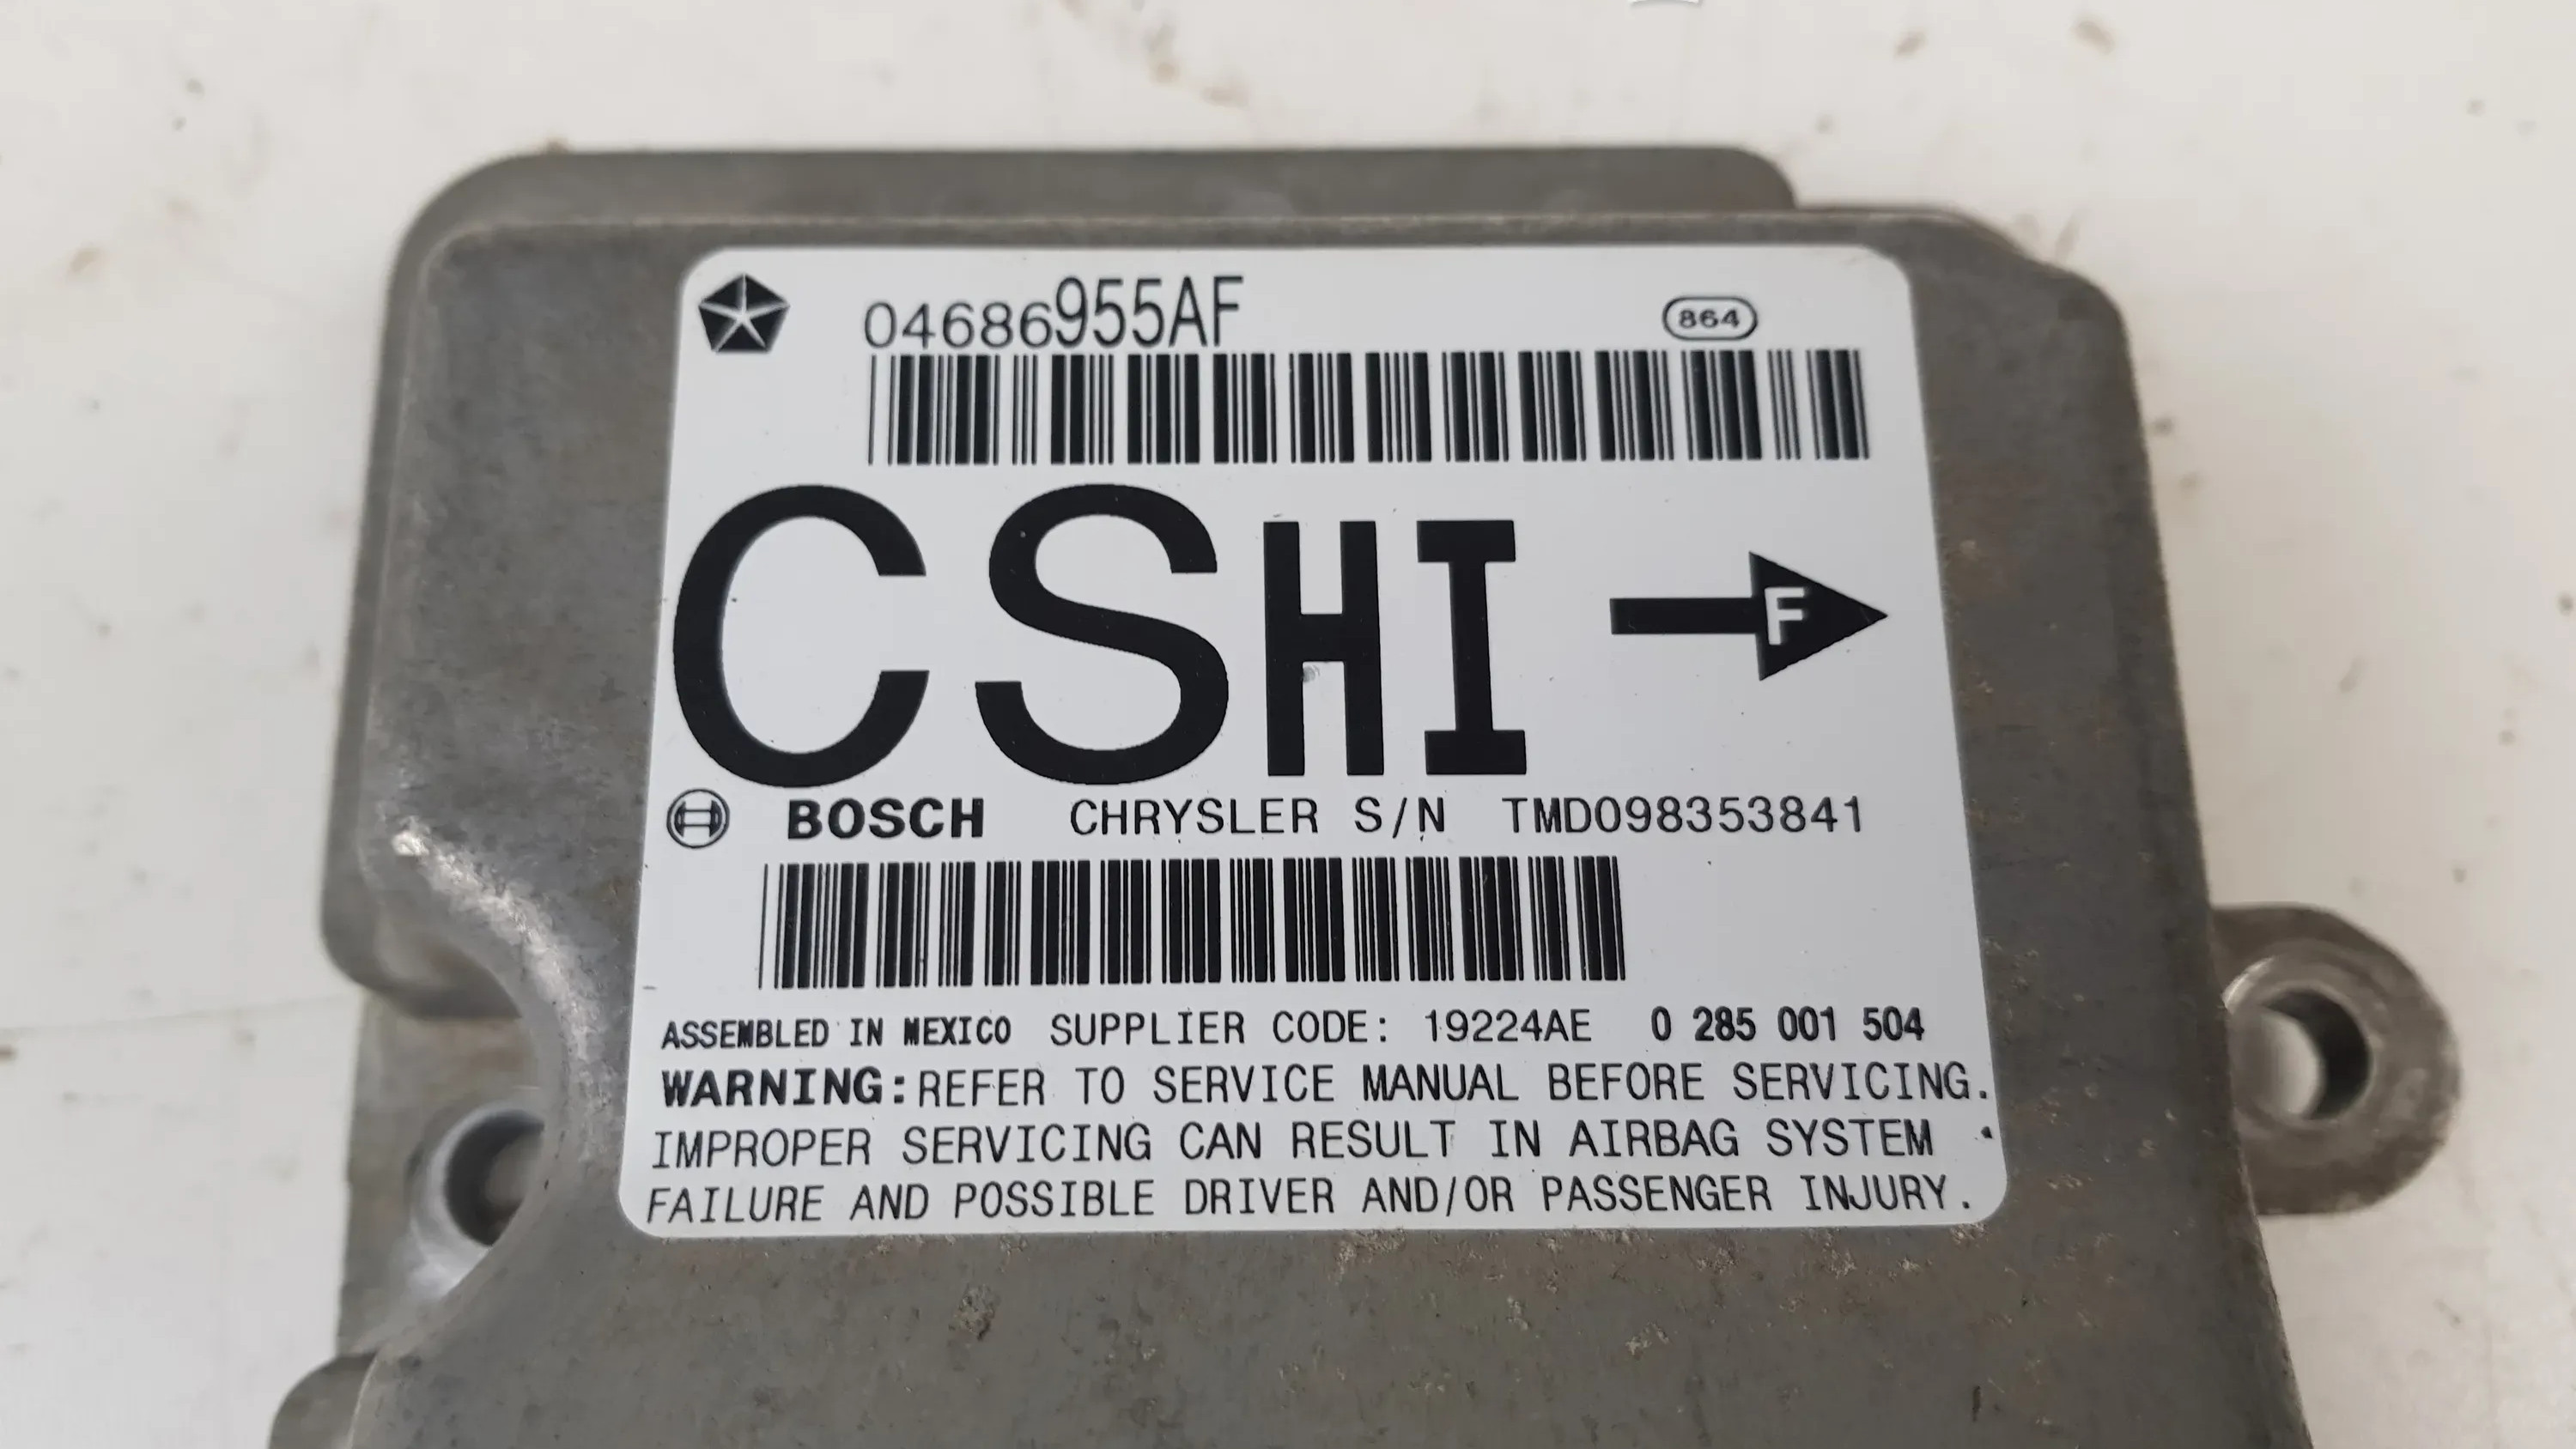 04686955AF 864
CSHI F
BOSCH CHRYSLER S/N TMD098353841
ASSEMBLED IN MEXICO SUPPLIER CODE: 19224AE 0 285 001 504
WARNING: REFER TO SERVICE MANUAL BEFORE SERVICING.
IMPROPER SERVICING CAN RESULT IN AIRBAG SYSTEM
FAILURE AND POSSIBLE DRIVER AND/OR PASSENGER INJURY.